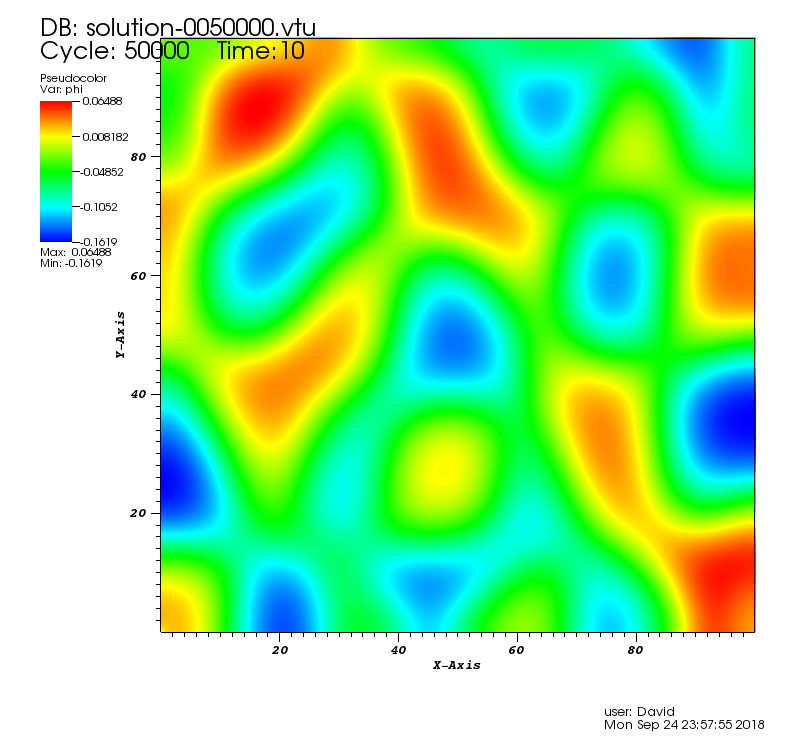 DB: solution-0050000.vtu
Cycle: 50000 Time:10
Pseudocolor
Var: phi
0.06488
0.008182
-0.04852
-0.1052
-0.1619
Max: 0.06488
Min: -0.1619
80
60
40
20
Y-Axis
20 40 60 80
X-Axis
user: David
Mon Sep 24 23:57:55 2018